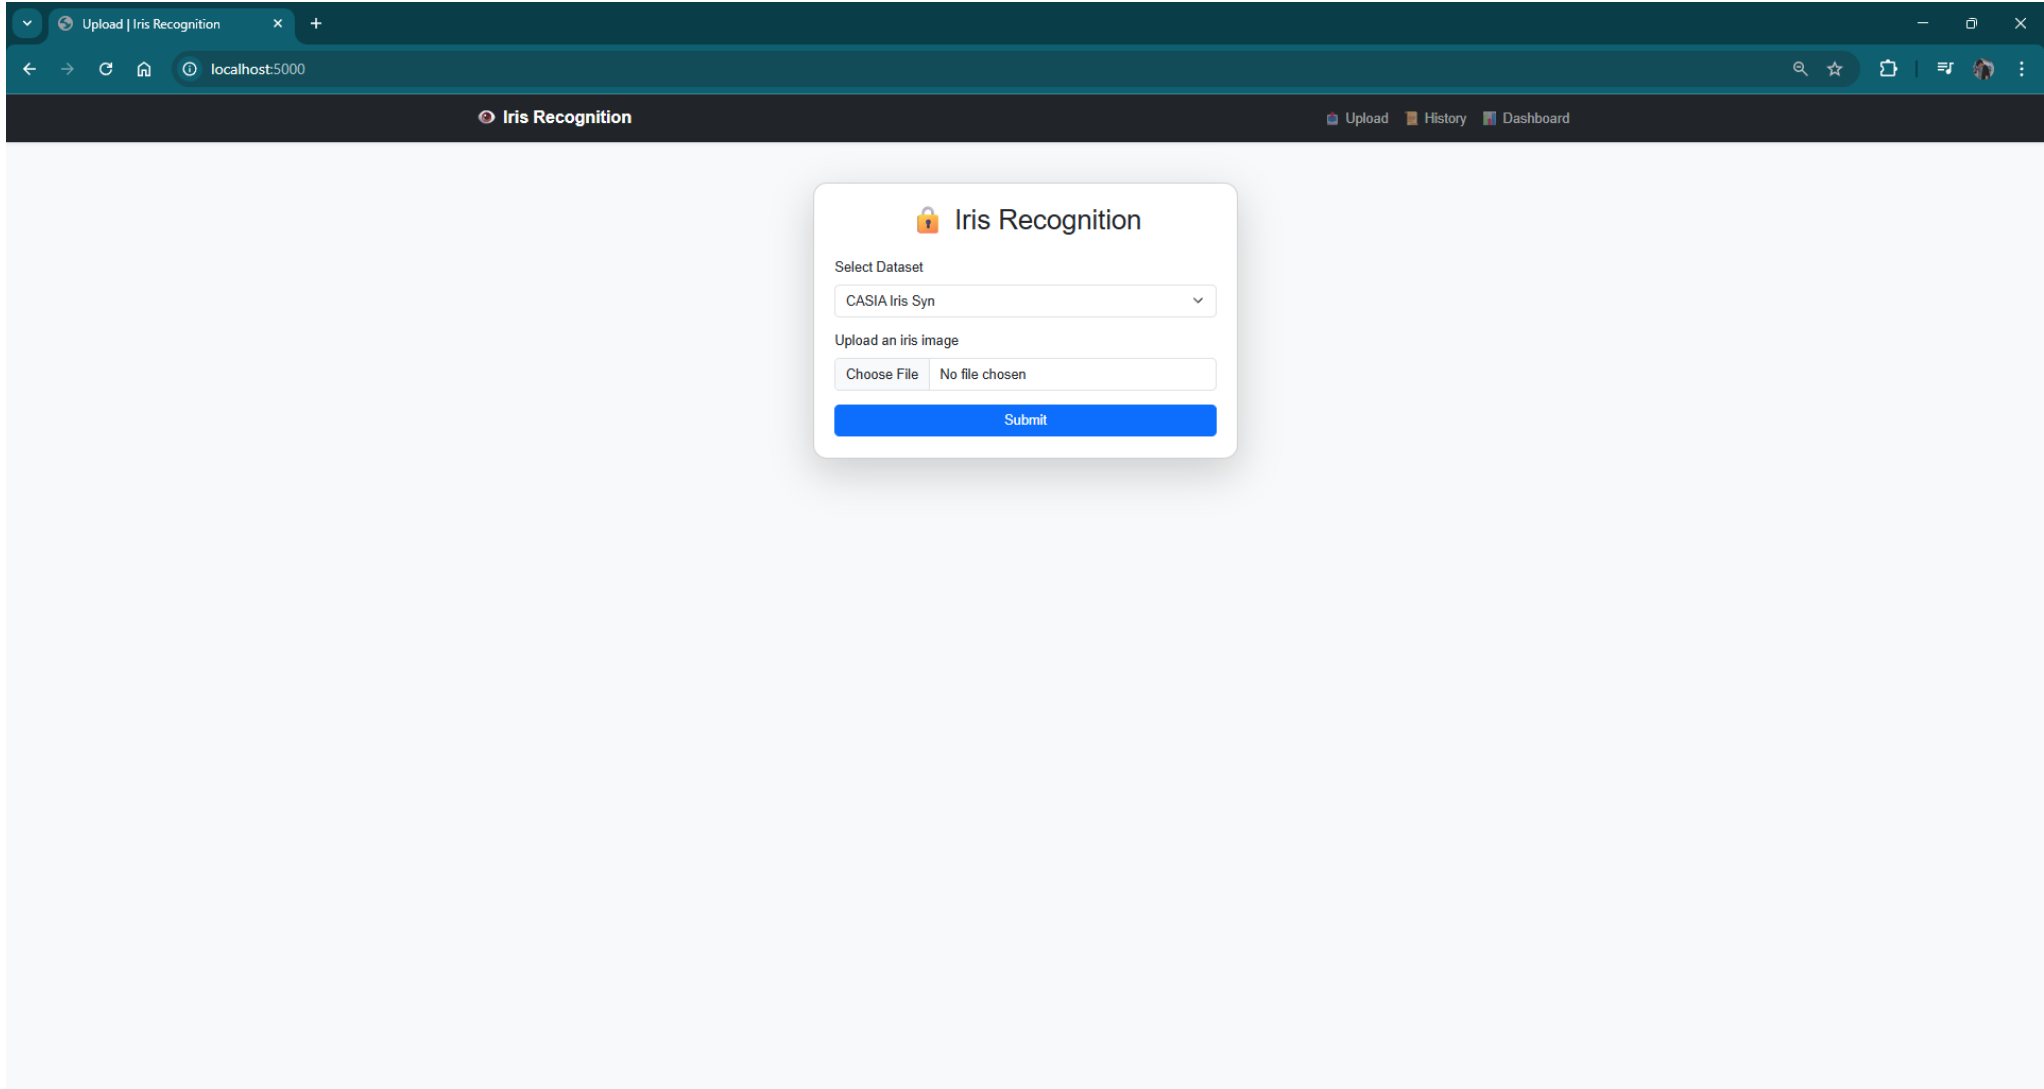 Upload | Iris Recognition
localhost:5000
Iris Recognition
Upload History Dashboard
Iris Recognition
Select Dataset
CASIA Iris Syn
Upload an iris image
Choose File No file chosen
Submit